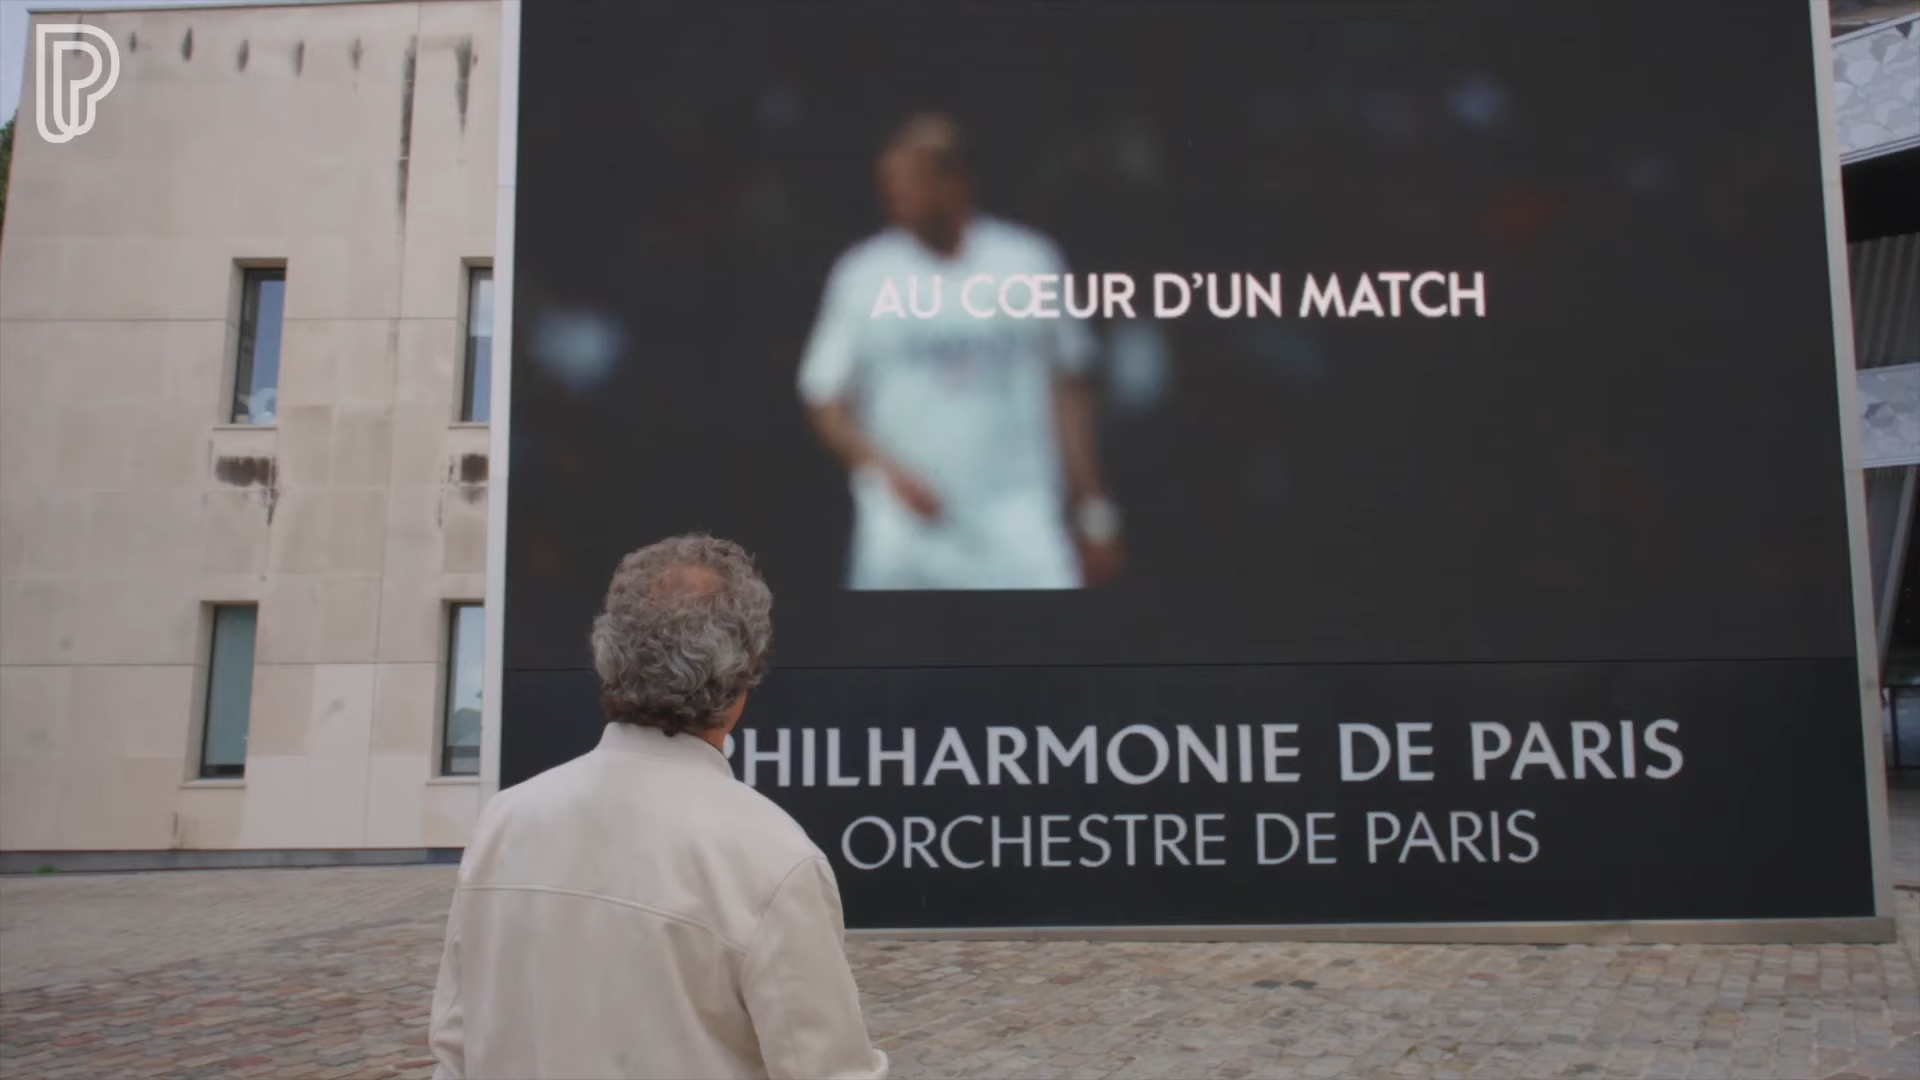 AU CŒUR D'UN MATCH
PHILHARMONIE DE PARIS
ORCHESTRE DE PARIS